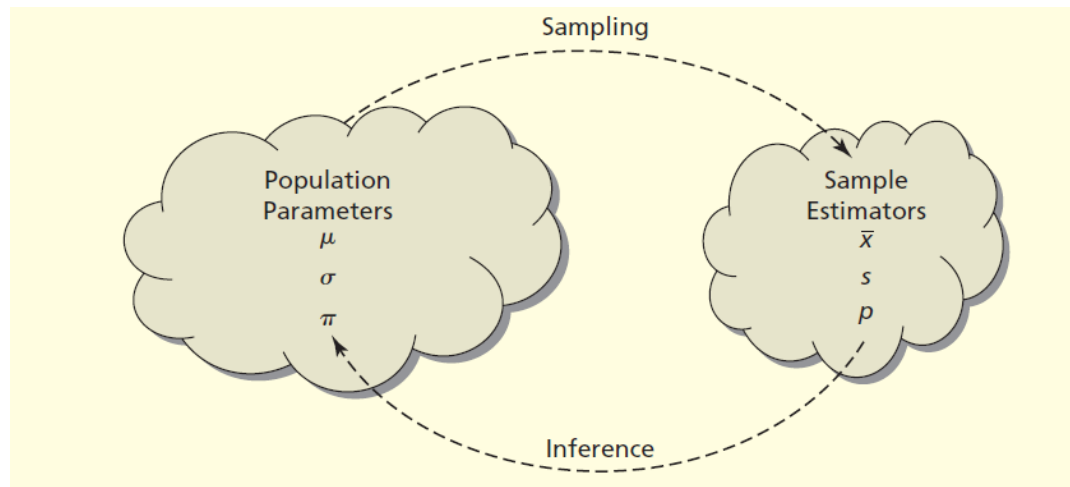 Sampling
Population
Parameters
μ
σ
π
Sample
Estimators
x̅
s
p
Inference